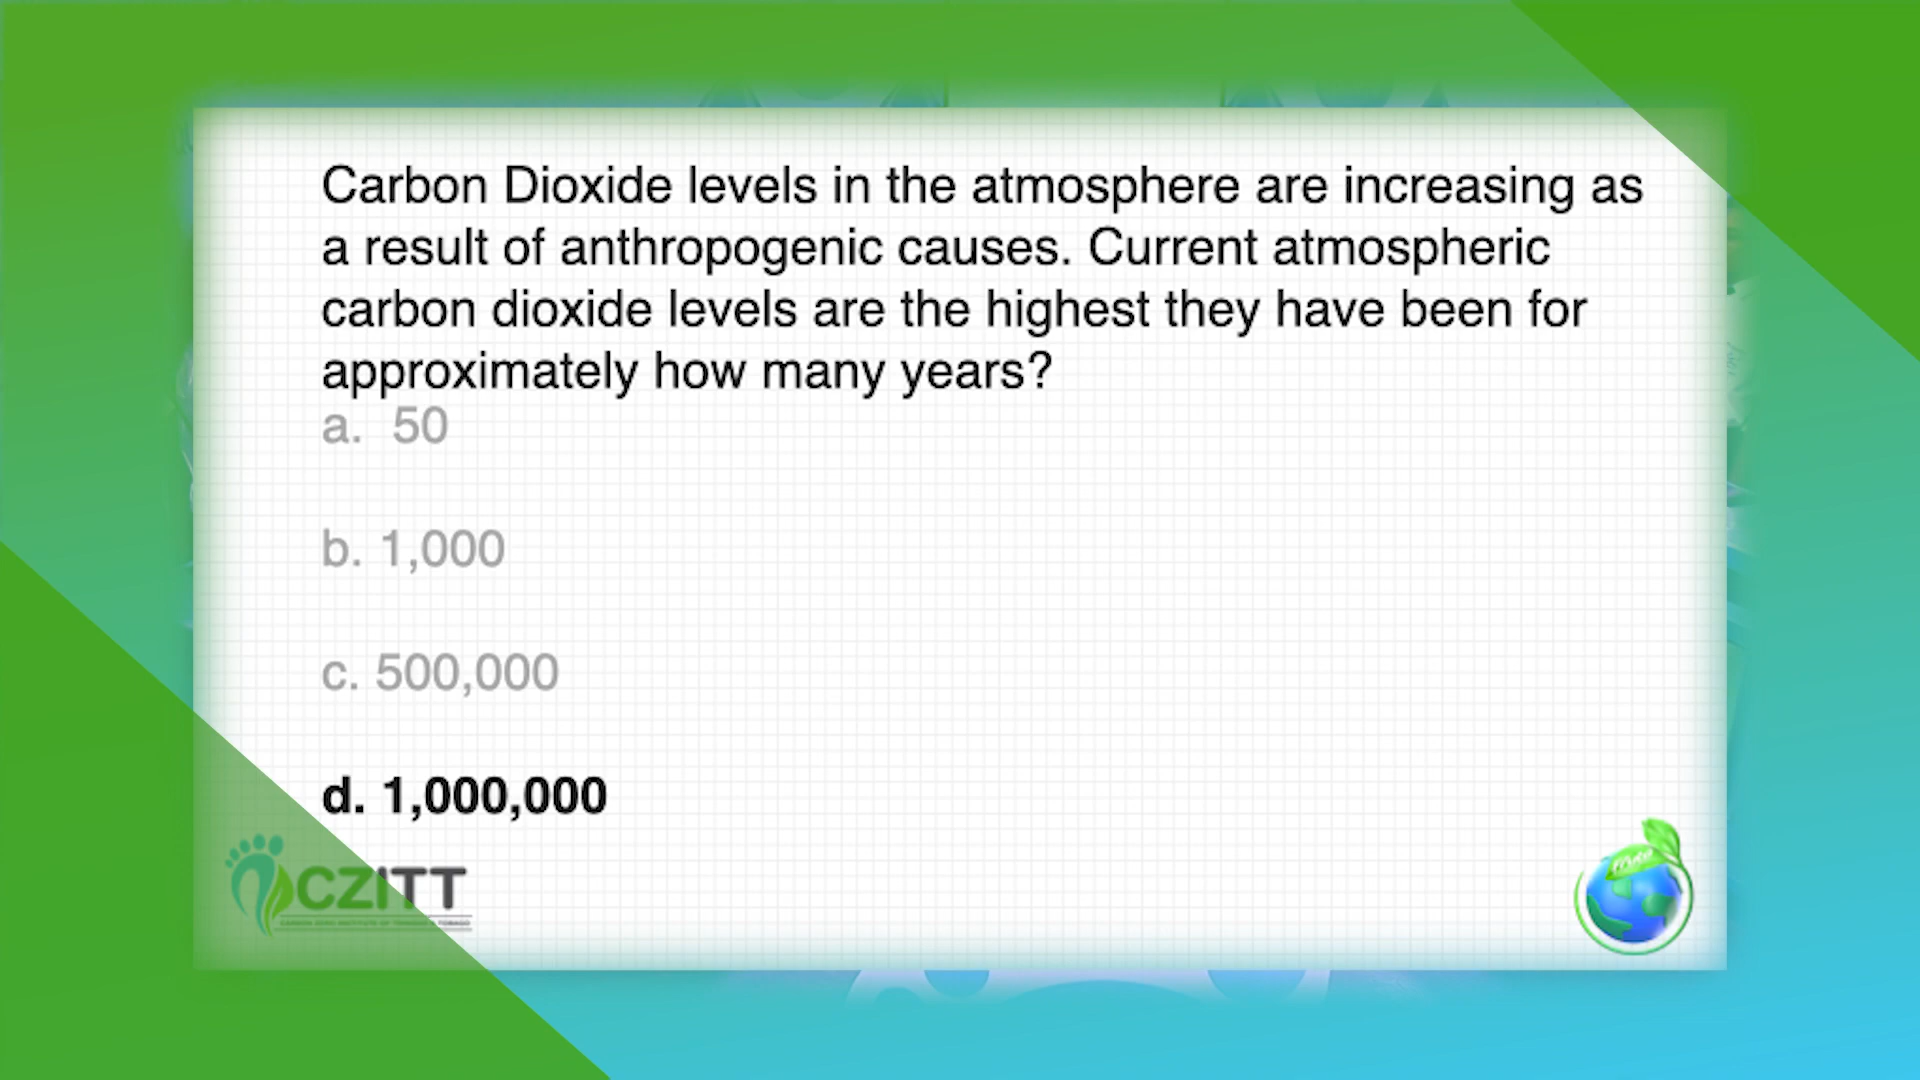 Carbon Dioxide levels in the atmosphere are increasing as
a result of anthropogenic causes. Current atmospheric
carbon dioxide levels are the highest they have been for
approximately how many years?
a. 50
b. 1,000
c. 500,000
d. 1,000,000
CZITT